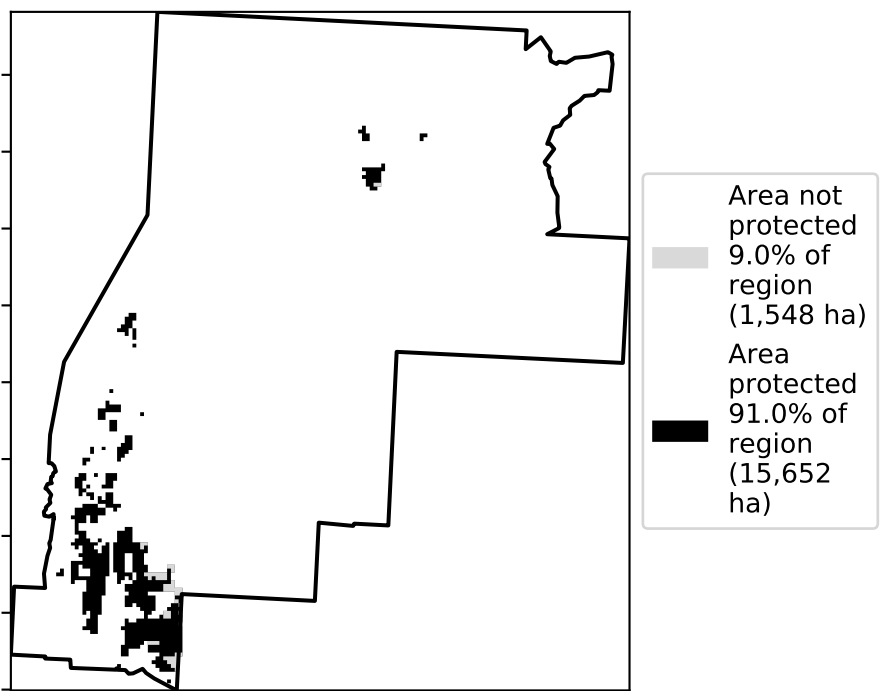 Area not
protected
9.0% of
region
(1,548 ha)
Area
protected
91.0% of
region
(15,652
ha)